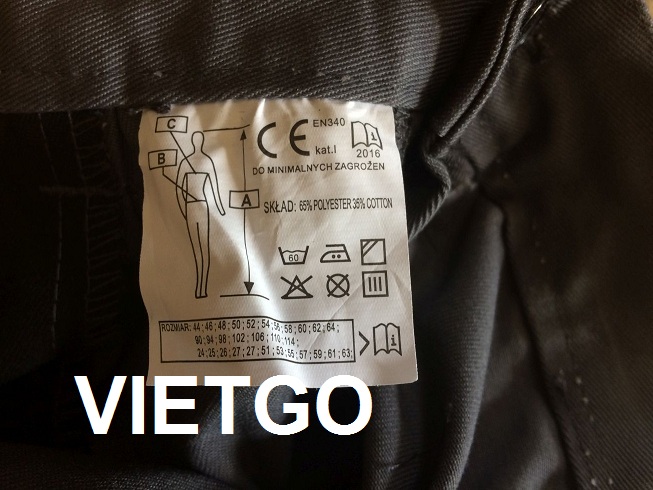 C
B
A
CE EN340
kat.I
i
2016
DO MINIMALNYCH ZAGROŻEN
SKŁAD: 65% POLYESTER 35% COTTON
60
ROZMIAR: 44 ; 46 ; 48 ; 50 ; 52 ; 54 ; 56 ; 58 ; 60 ; 62 ; 64 ;
90 ; 94 ; 98 ; 102 ; 106 ; 110 ; 114 ;
24; 25 ; 26 ; 27 ; 51 ; 53 ; 55 ; 57 ; 59 ; 61 ; 63;
> i
VIETGO